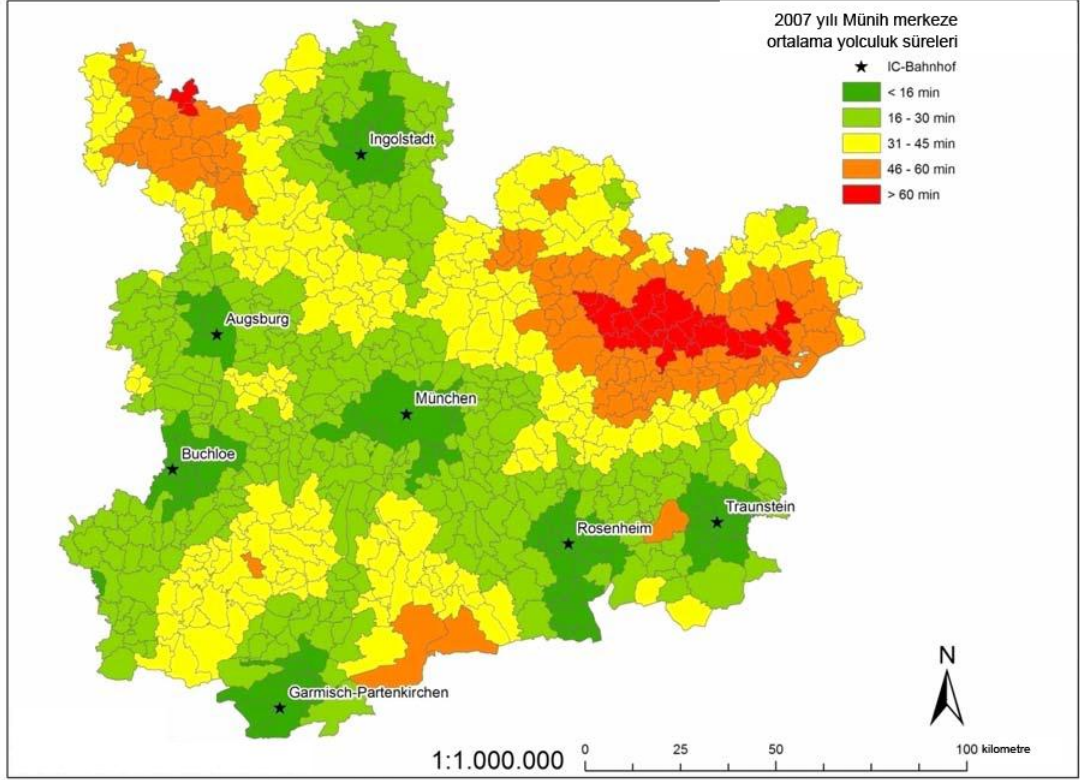 2007 yılı Münih merkeze
ortalama yolculuk süreleri
IC-Bahnhof
< 16 min
16 - 30 min
31 - 45 min
46 - 60 min
> 60 min
Ingolstadt
Augsburg
München
Buchloe
Traunstein
Rosenheim
Garmisch-Partenkirchen
N
1:1.000.000
0 25 50 100 kilometre